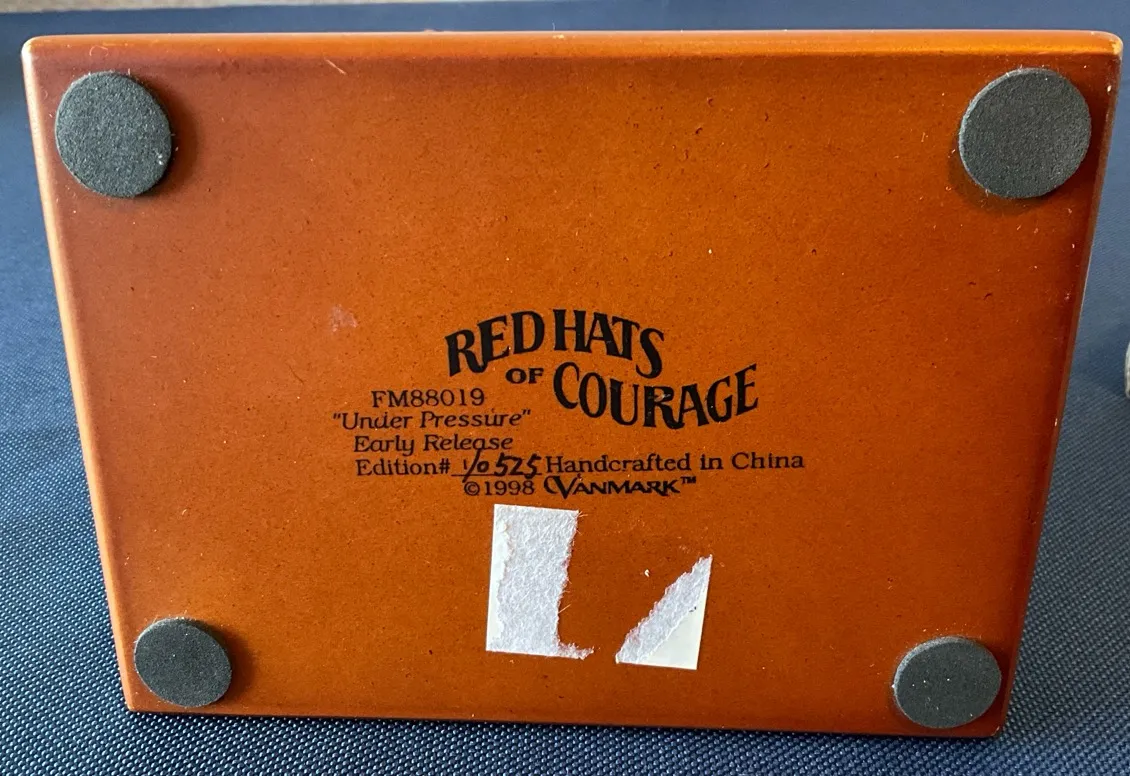 RED HATS
OF COURAGE
FM88019
"Under Pressure"
Early Release
Edition# 1/0525 Handcrafted in China
©1998 VANMARK™